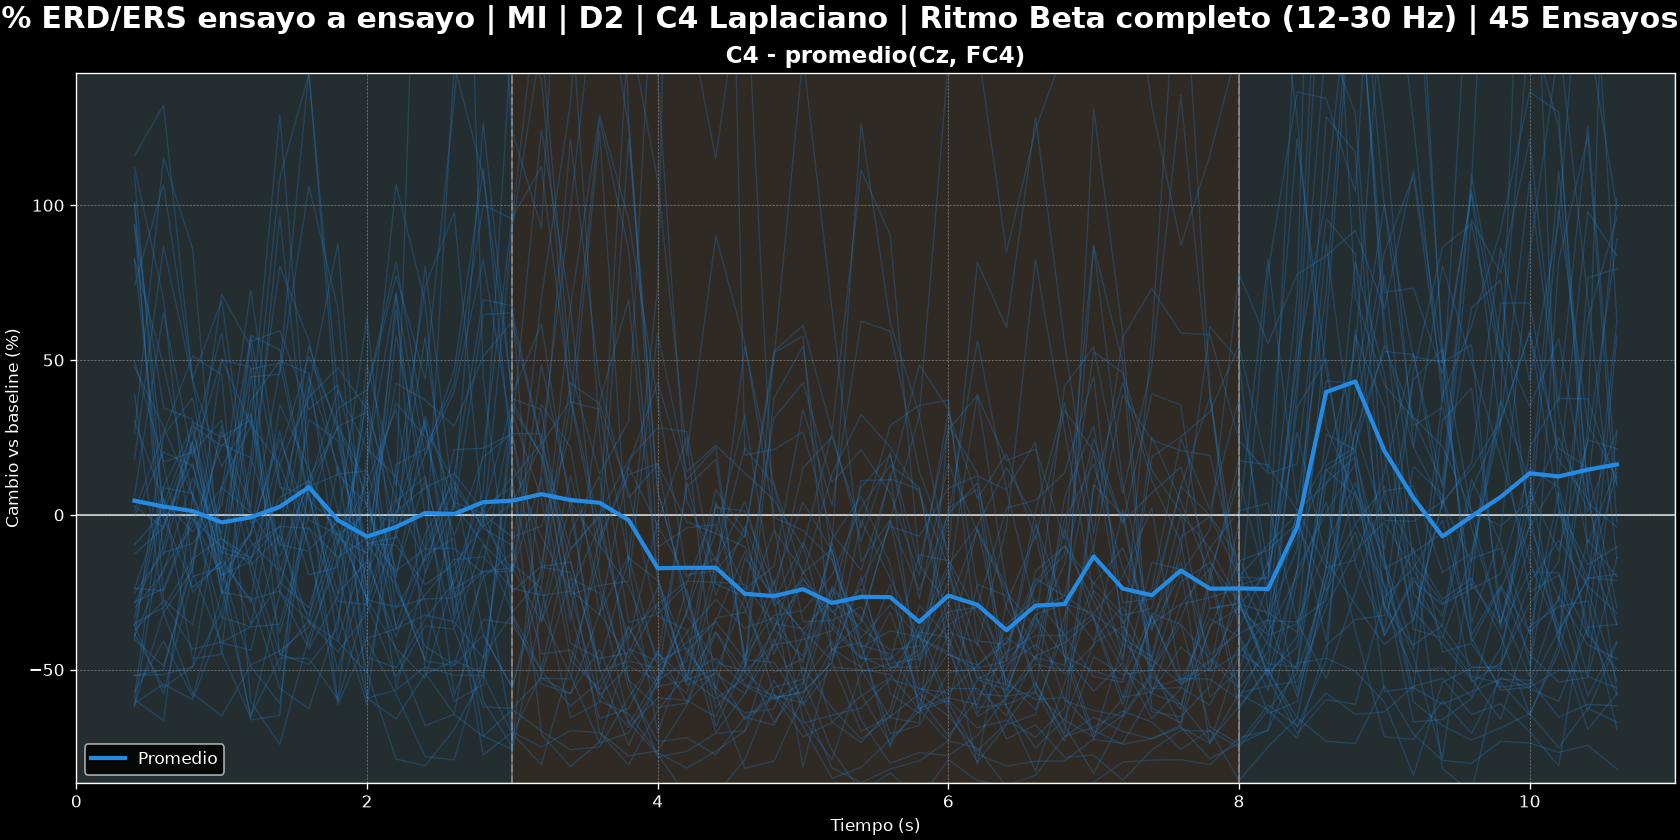 % ERD/ERS ensayo a ensayo | MI | D2 | C4 Laplaciano | Ritmo Beta completo (12-30 Hz) | 45 Ensayos
C4 - promedio(Cz, FC4)
Cambio vs baseline (%)
100
50
0
−50
Promedio
0 2 4 6 8 10
Tiempo (s)